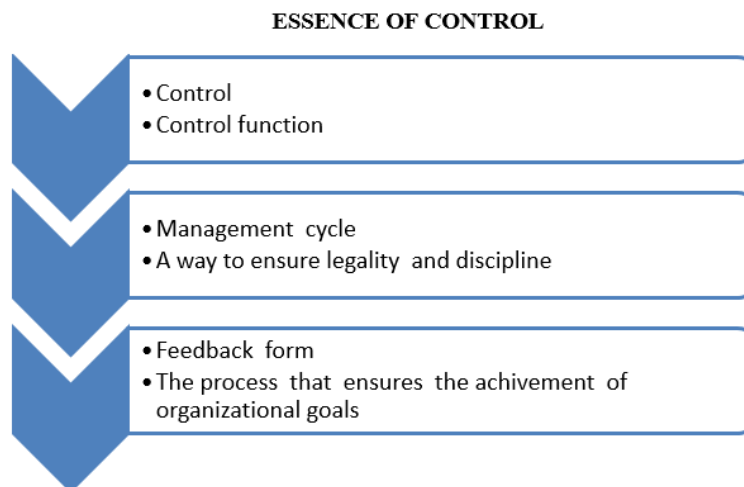 ESSENCE OF CONTROL
• Control
• Control function
• Management cycle
• A way to ensure legality and discipline
• Feedback form
• The process that ensures the achivement of
organizational goals